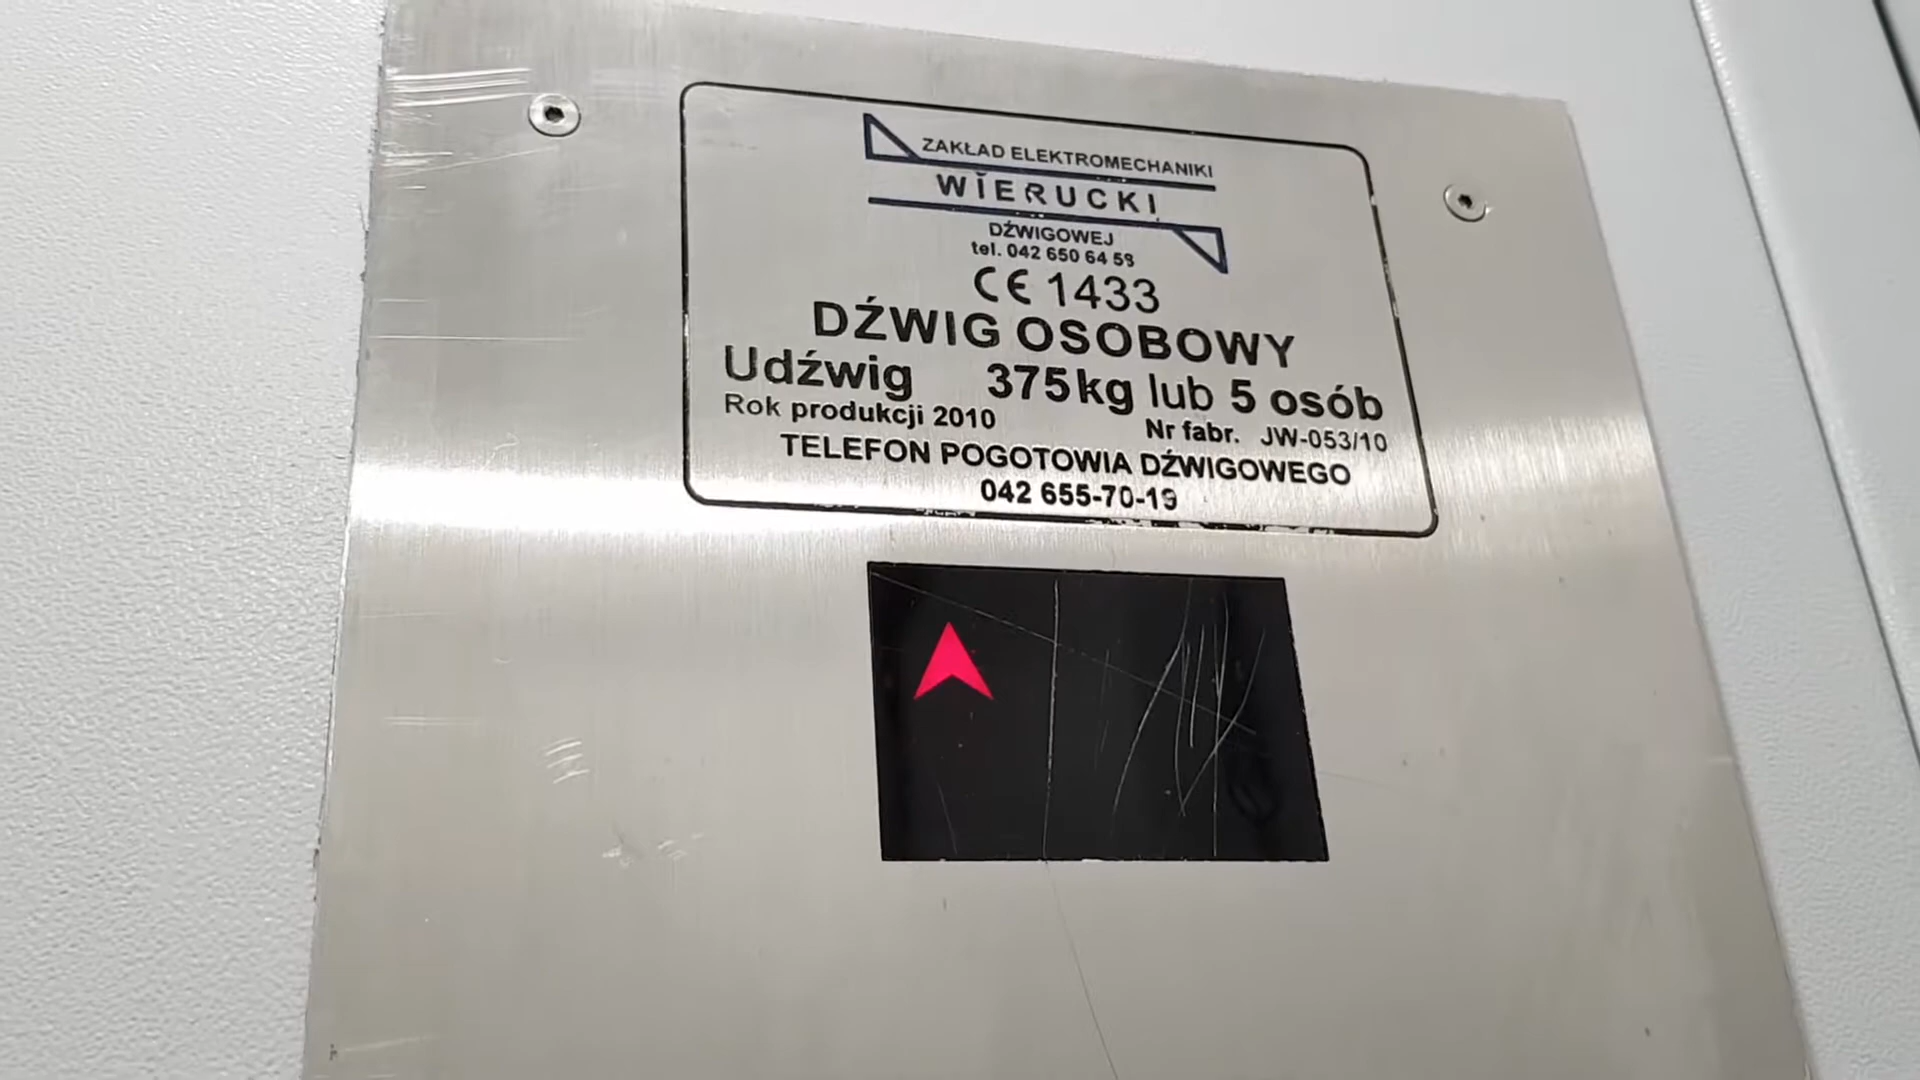 ZAKŁAD ELEKTROMECHANIKI
WIERUCKI
DŹWIGOWEJ
tel. 042 650 64 59
CE 1433
DŹWIG OSOBOWY
Udźwig 375kg lub 5 osób
Rok produkcji 2010 Nr fabr. JW-053/10
TELEFON POGOTOWIA DŹWIGOWEGO
042 655-70-19